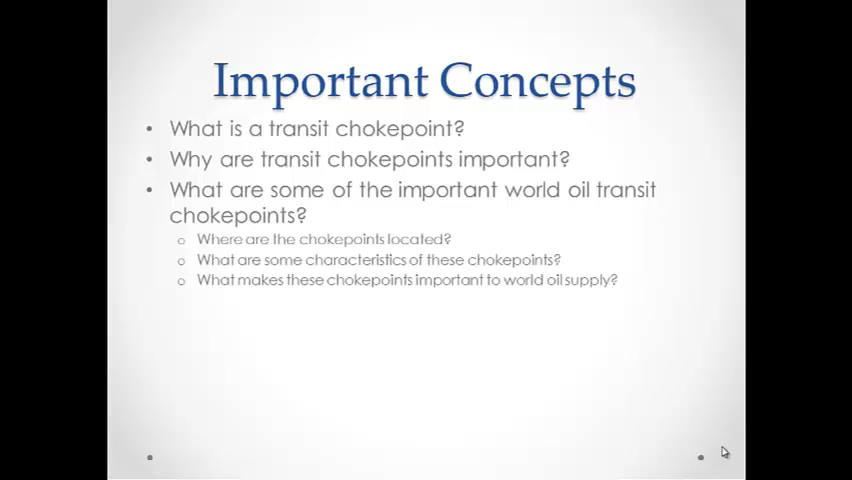 Important Concepts
• What is a transit chokepoint?
• Why are transit chokepoints important?
• What are some of the important world oil transit
chokepoints?
o Where are the chokepoints located?
o What are some characteristics of these chokepoints?
o What makes these chokepoints important to world oil supply?